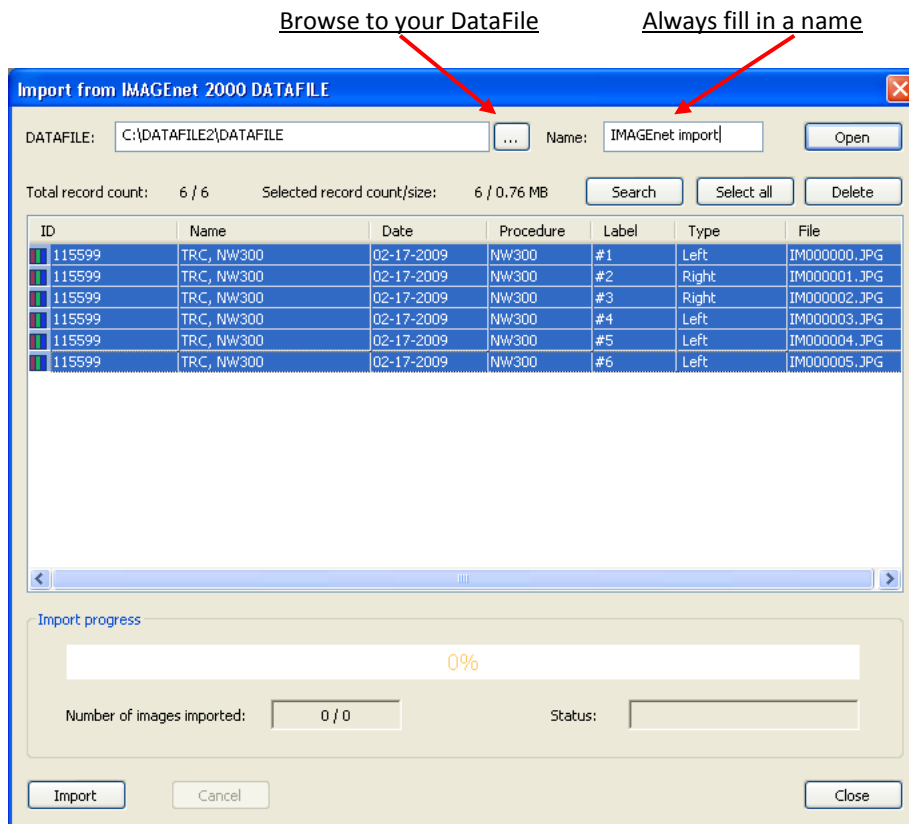 Browse to your DataFile Always fill in a name
Import from IMAGEnet 2000 DATAFILE
DATAFILE: C:\DATAFILE2\DATAFILE ... Name: IMAGEnet import Open
Total record count: 6 / 6 Selected record count/size: 6 / 0.76 MB Search Select all Delete
ID Name Date Procedure Label Type File
115599 TRC, NW300 02-17-2009 NW300 #1 Left IM000000.JPG
115599 TRC, NW300 02-17-2009 NW300 #2 Right IM000001.JPG
115599 TRC, NW300 02-17-2009 NW300 #3 Right IM000002.JPG
115599 TRC, NW300 02-17-2009 NW300 #4 Left IM000003.JPG
115599 TRC, NW300 02-17-2009 NW300 #5 Left IM000004.JPG
115599 TRC, NW300 02-17-2009 NW300 #6 Left IM000005.JPG
Import progress
0%
Number of images imported: 0 / 0 Status:
Import Cancel Close